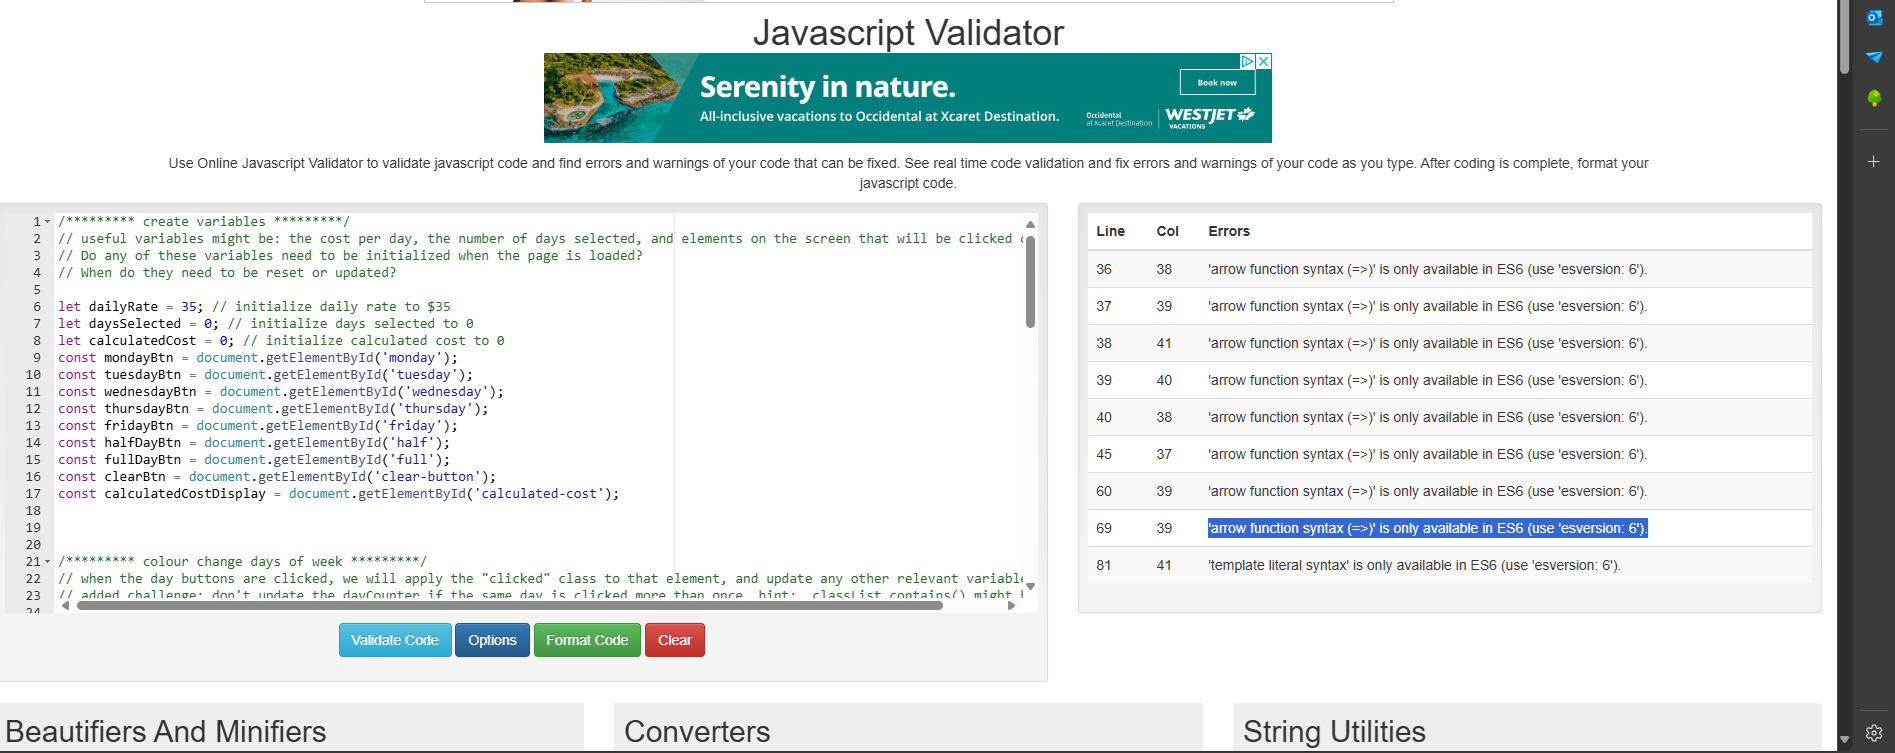 Javascript Validator
Serenity in nature.
All-inclusive vacations to Occidental at Xcaret Destination.
Book now
Occidental
at Xcaret Destination
WESTJET
VACATIONS
Use Online Javascript Validator to validate javascript code and find errors and warnings of your code that can be fixed. See real time code validation and fix errors and warnings of your code as you type. After coding is complete, format your
javascript code.
1 /********* create variables *********/
2 // useful variables might be: the cost per day, the number of days selected, and elements on the screen that will be clicked
3 // Do any of these variables need to be initialized when the page is loaded?
4 // When do they need to be reset or updated?
5
6 let dailyRate = 35; // initialize daily rate to $35
7 let daysSelected = 0; // initialize days selected to 0
8 let calculatedCost = 0; // initialize calculated cost to 0
9 const mondayBtn = document.getElementById('monday');
10 const tuesdayBtn = document.getElementById('tuesday');
11 const wednesdayBtn = document.getElementById('wednesday');
12 const thursdayBtn = document.getElementById('thursday');
13 const fridayBtn = document.getElementById('friday');
14 const halfDayBtn = document.getElementById('half');
15 const fullDayBtn = document.getElementById('full');
16 const clearBtn = document.getElementById('clear-button');
17 const calculatedCostDisplay = document.getElementById('calculated-cost');
18
19
20
21 /********* colour change days of week *********/
22 // when the day buttons are clicked, we will apply the "clicked" class to that element, and update any other relevant variabl
23 // added challenge: don't update the dayCounter if the same day is clicked more than once. hint: .classList.contains() might
24
Validate Code
Options
Format Code
Clear
Line Col Errors
36 38 'arrow function syntax (=>)' is only available in ES6 (use 'esversion: 6').
37 39 'arrow function syntax (=>)' is only available in ES6 (use 'esversion: 6').
38 41 'arrow function syntax (=>)' is only available in ES6 (use 'esversion: 6').
39 40 'arrow function syntax (=>)' is only available in ES6 (use 'esversion: 6').
40 38 'arrow function syntax (=>)' is only available in ES6 (use 'esversion: 6').
45 37 'arrow function syntax (=>)' is only available in ES6 (use 'esversion: 6').
60 39 'arrow function syntax (=>)' is only available in ES6 (use 'esversion: 6').
69 39 'arrow function syntax (=>)' is only available in ES6 (use 'esversion: 6').
81 41 'template literal syntax' is only available in ES6 (use 'esversion: 6').
Beautifiers And Minifiers
Converters
String Utilities